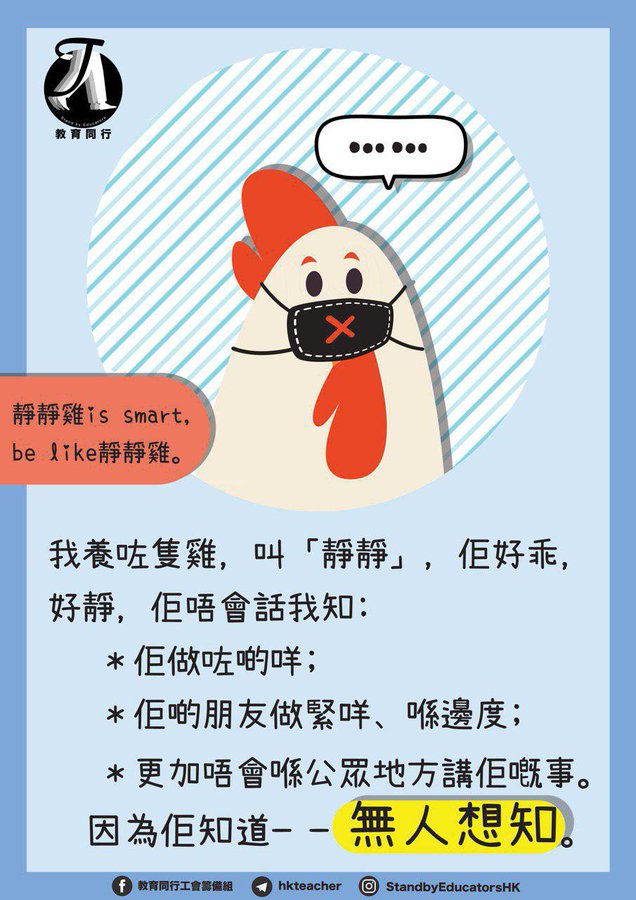 Stand by Educators
教育同行
●●● ●●●
靜靜雞is smart,
be like靜靜雞。
我養咗隻雞，叫「靜靜」，佢好乖，
好靜，佢唔會話我知：
＊佢做咗啲咩；
＊佢啲朋友做緊咩、喺邊度；
＊更加唔會喺公眾地方講佢嘅事。
因為佢知道－－無人想知。
教育同行工會籌備組
hkteacher
StandbyEducatorsHK